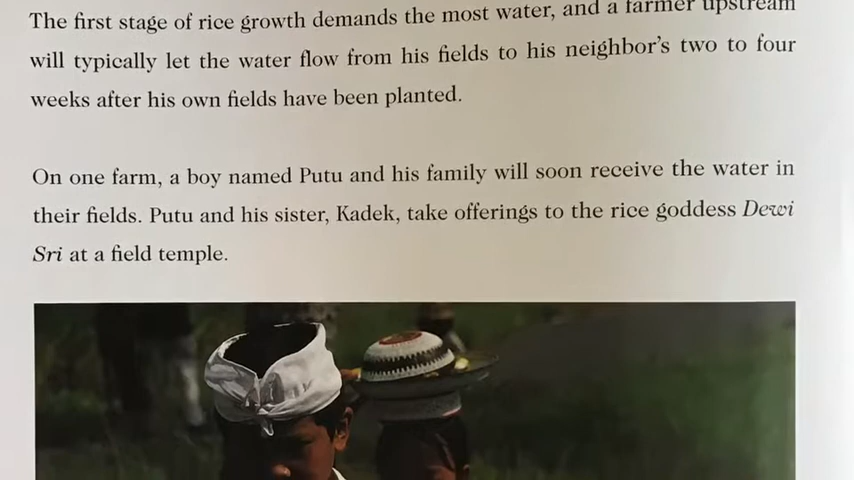 The first stage of rice growth demands the most water, and a farmer upstream
will typically let the water flow from his fields to his neighbor's two to four
weeks after his own fields have been planted.
On one farm, a boy named Putu and his family will soon receive the water in
their fields. Putu and his sister, Kadek, take offerings to the rice goddess Dewi
Sri at a field temple.